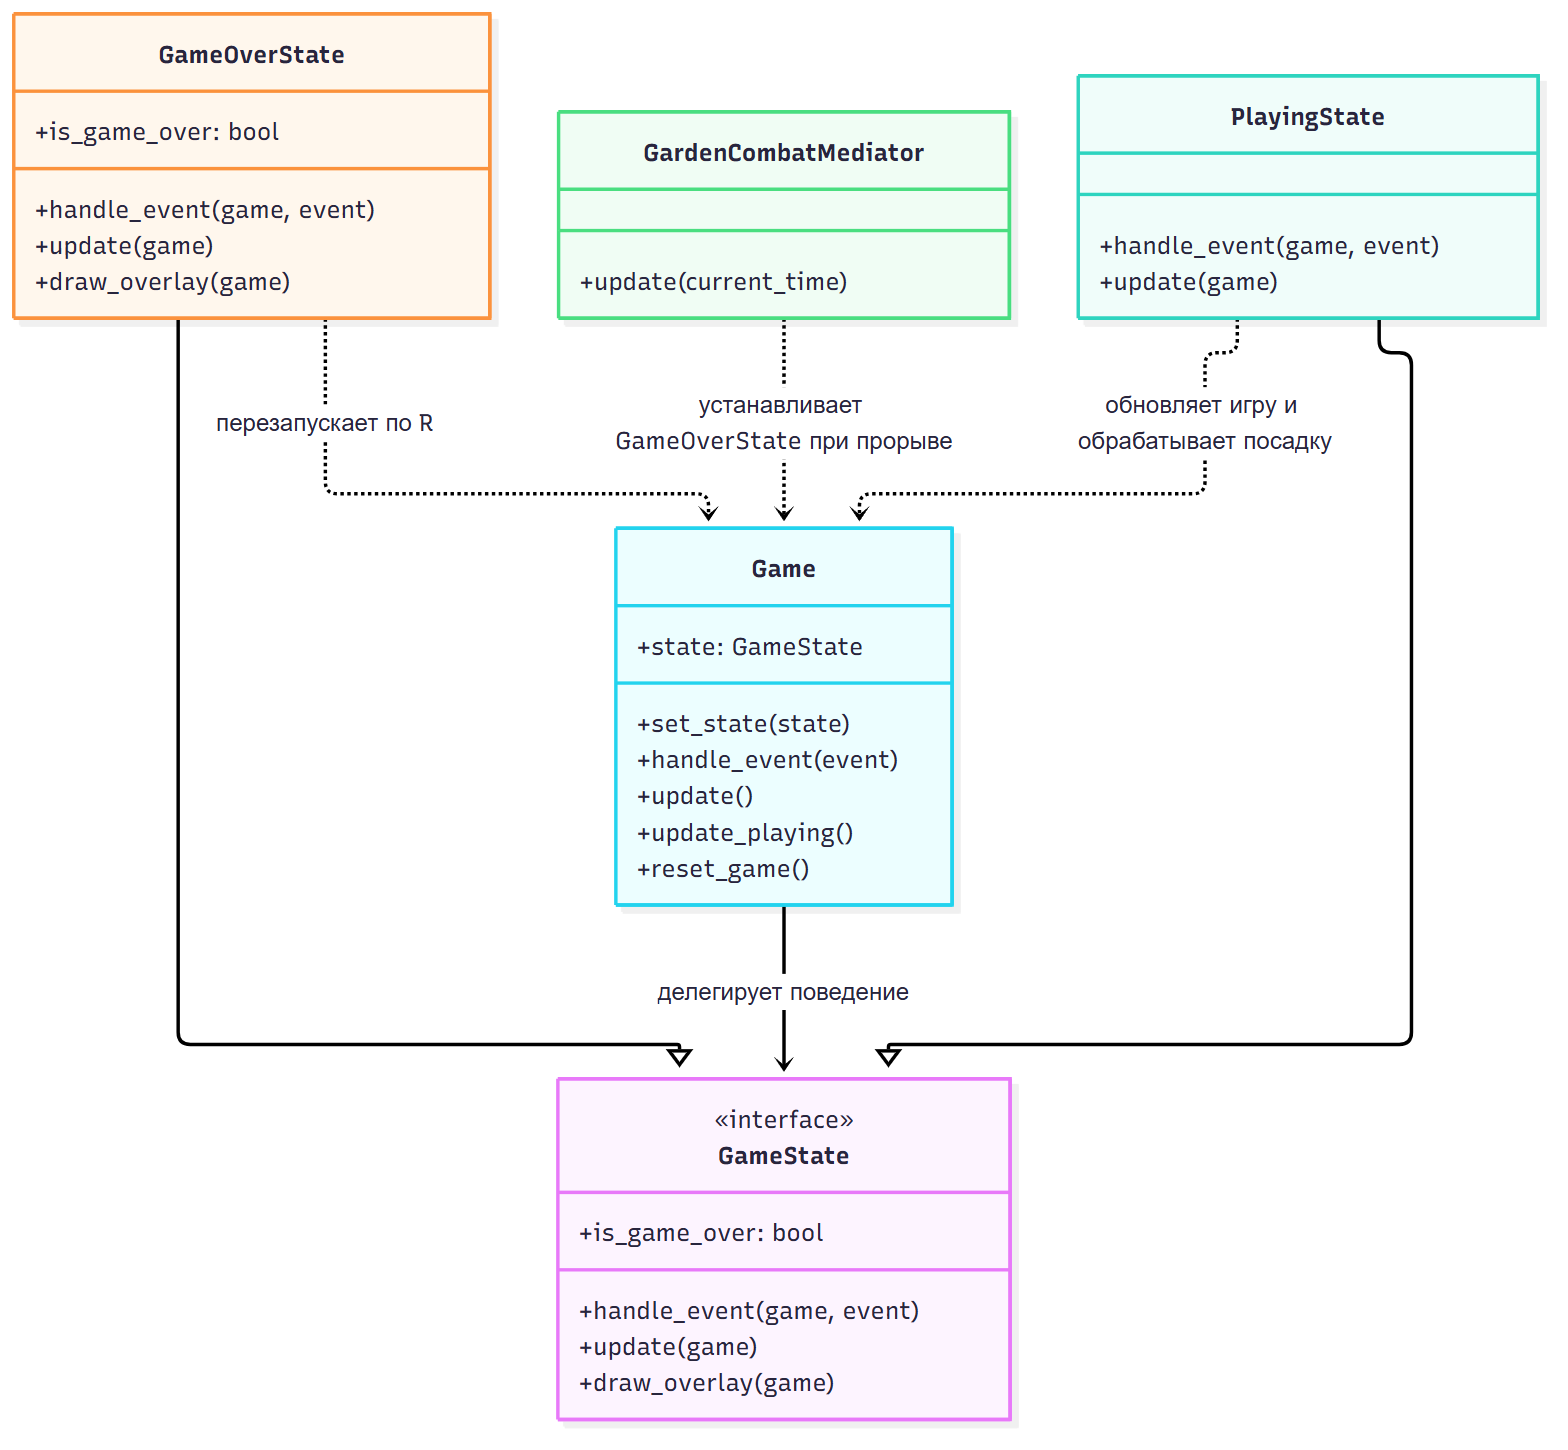 GameOverState
+is_game_over: bool
+handle_event(game, event)
+update(game)
+draw_overlay(game)
GardenCombatMediator
+update(current_time)
PlayingState
+handle_event(game, event)
+update(game)
перезапускает по R
устанавливает
GameOverState при прорыве
обновляет игру и
обрабатывает посадку
Game
+state: GameState
+set_state(state)
+handle_event(event)
+update()
+update_playing()
+reset_game()
делегирует поведение
«interface»
GameState
+is_game_over: bool
+handle_event(game, event)
+update(game)
+draw_overlay(game)